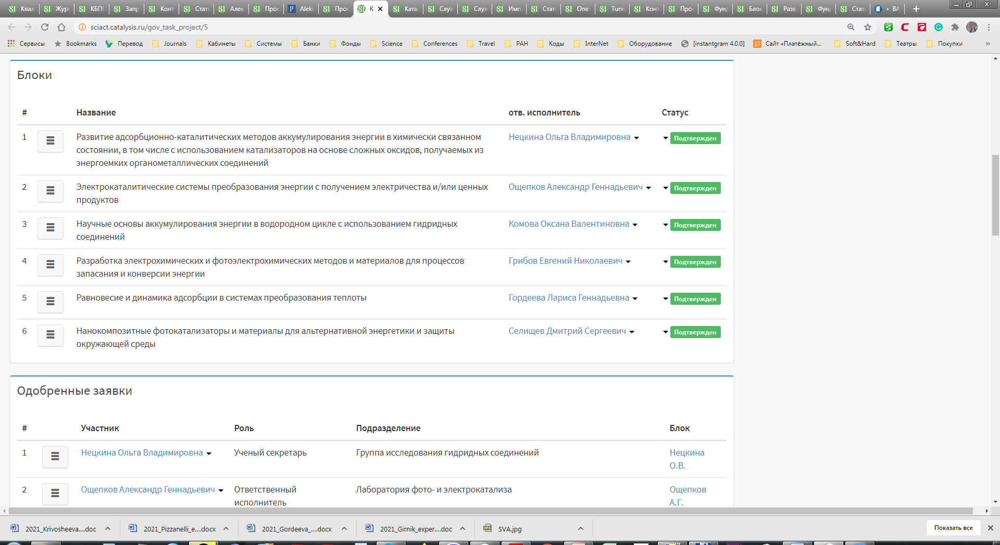 Квал
Жур
КБП
Запр
Конт
Стат
Алек
Прое
Aleks
Прое
К
Ката
Служ
Служ
Имп
Стат
One-
Tunir
Конт
Прое
Фунд
Блок
Разв
Фунд
Стат
• ВА
sciact.catalysis.ru/gov_task_project/5
Сервисы
Bookmarks
Перевод
Journals
Кабинеты
Системы
Банки
Фонды
Science
Conferences
Travel
РАН
Коды
InterNet
Оборудование
[instantgram 4.0.0]
Сайт «Платёжный...
Soft&Hard
Театры
Покупки
»
Блоки
# Название отв. исполнитель Статус
1 Развитие адсорбционно-каталитических методов аккумулирования энергии в химически связанном Нецкина Ольга Владимировна Подтвержден
состоянии, в том числе с использованием катализаторов на основе сложных оксидов, получаемых из
энергоемких органометаллических соединений
2 Электрокаталитические системы преобразования энергии с получением электричества и/или ценных Ощепков Александр Геннадьевич Подтвержден
продуктов
3 Научные основы аккумулирования энергии в водородном цикле с использованием гидридных Комова Оксана Валентиновна Подтвержден
соединений
4 Разработка электрохимических и фотоэлектрохимических методов и материалов для процессов Грибов Евгений Николаевич Подтвержден
запасания и конверсии энергии
5 Равновесие и динамика адсорбции в системах преобразования теплоты Гордеева Лариса Геннадьевна Подтвержден
6 Нанокомпозитные фотокатализаторы и материалы для альтернативной энергетики и защиты Селищев Дмитрий Сергеевич Подтвержден
окружающей среды
Одобренные заявки
# Участник Роль Подразделение Блок
1 Нецкина Ольга Владимировна Ученый секретарь Группа исследования гидридных соединений Нецкина
О.В.
2 Ощепков Александр Геннадьевич Ответственный Лаборатория фото- и электрокатализа Ощепков
исполнитель А.Г.
2021_Krivosheeva....doc
2021_Pizzanelli_e....docx
2021_Gordeeva_....docx
2021_Girnik_exper....doc
SVA.jpg
Показать все